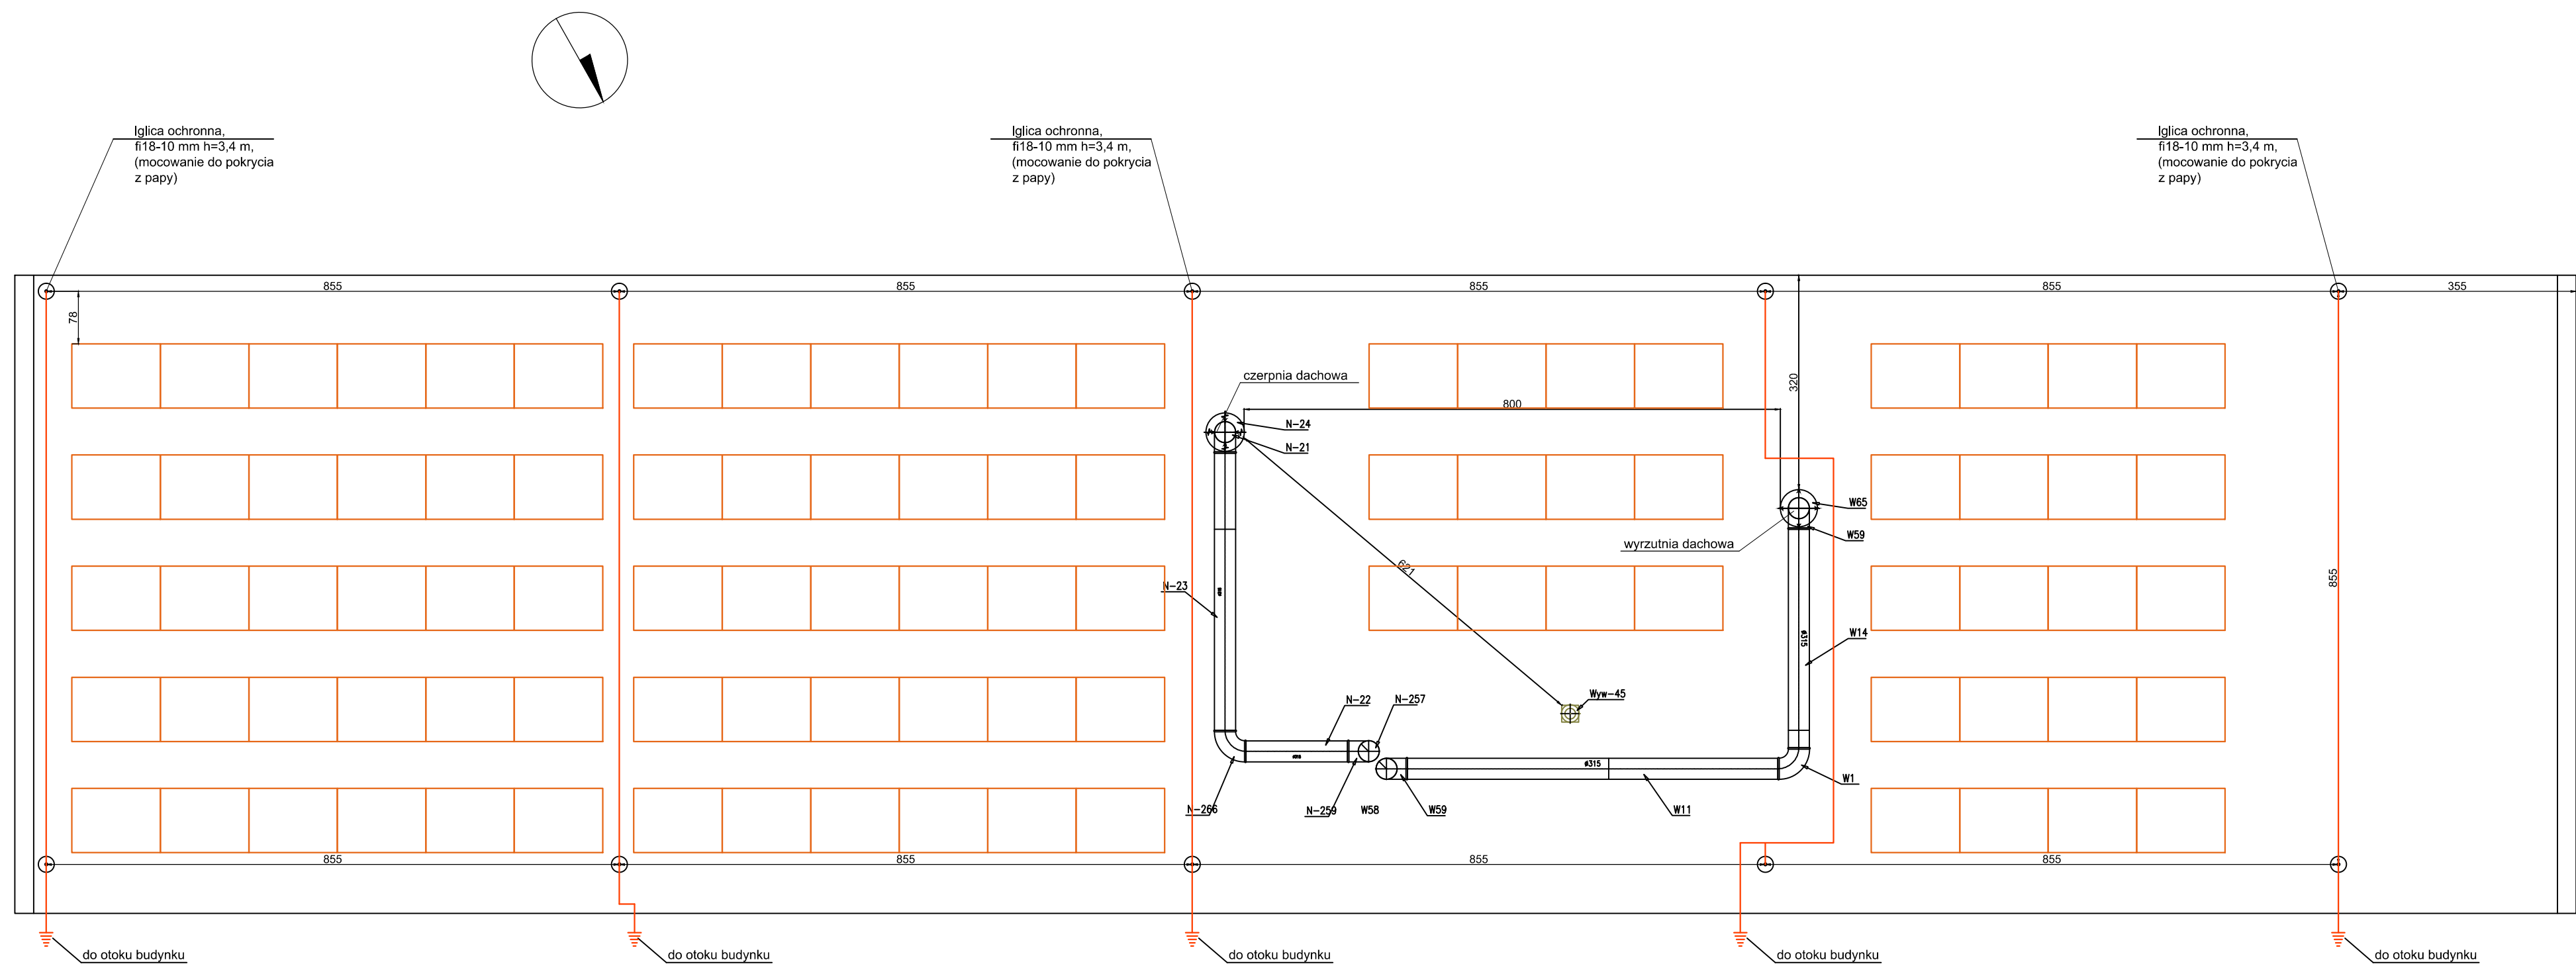 Iglica ochronna,
fi18-10 mm h=3,4 m,
(mocowanie do pokrycia
z papy)
Iglica ochronna,
fi18-10 mm h=3,4 m,
(mocowanie do pokrycia
z papy)
Iglica ochronna,
fi18-10 mm h=3,4 m,
(mocowanie do pokrycia
z papy)
855
855
855
855
355
78
320
czerpnia dachowa
800
N-24
N-21
W65
W59
wyrzutnia dachowa
621
N-23
855
ø315
W14
N-22
N-257
Wyw-45
ø315
W1
N-266
N-259
W58
W59
W11
855
855
855
855
do otoku budynku
do otoku budynku
do otoku budynku
do otoku budynku
do otoku budynku